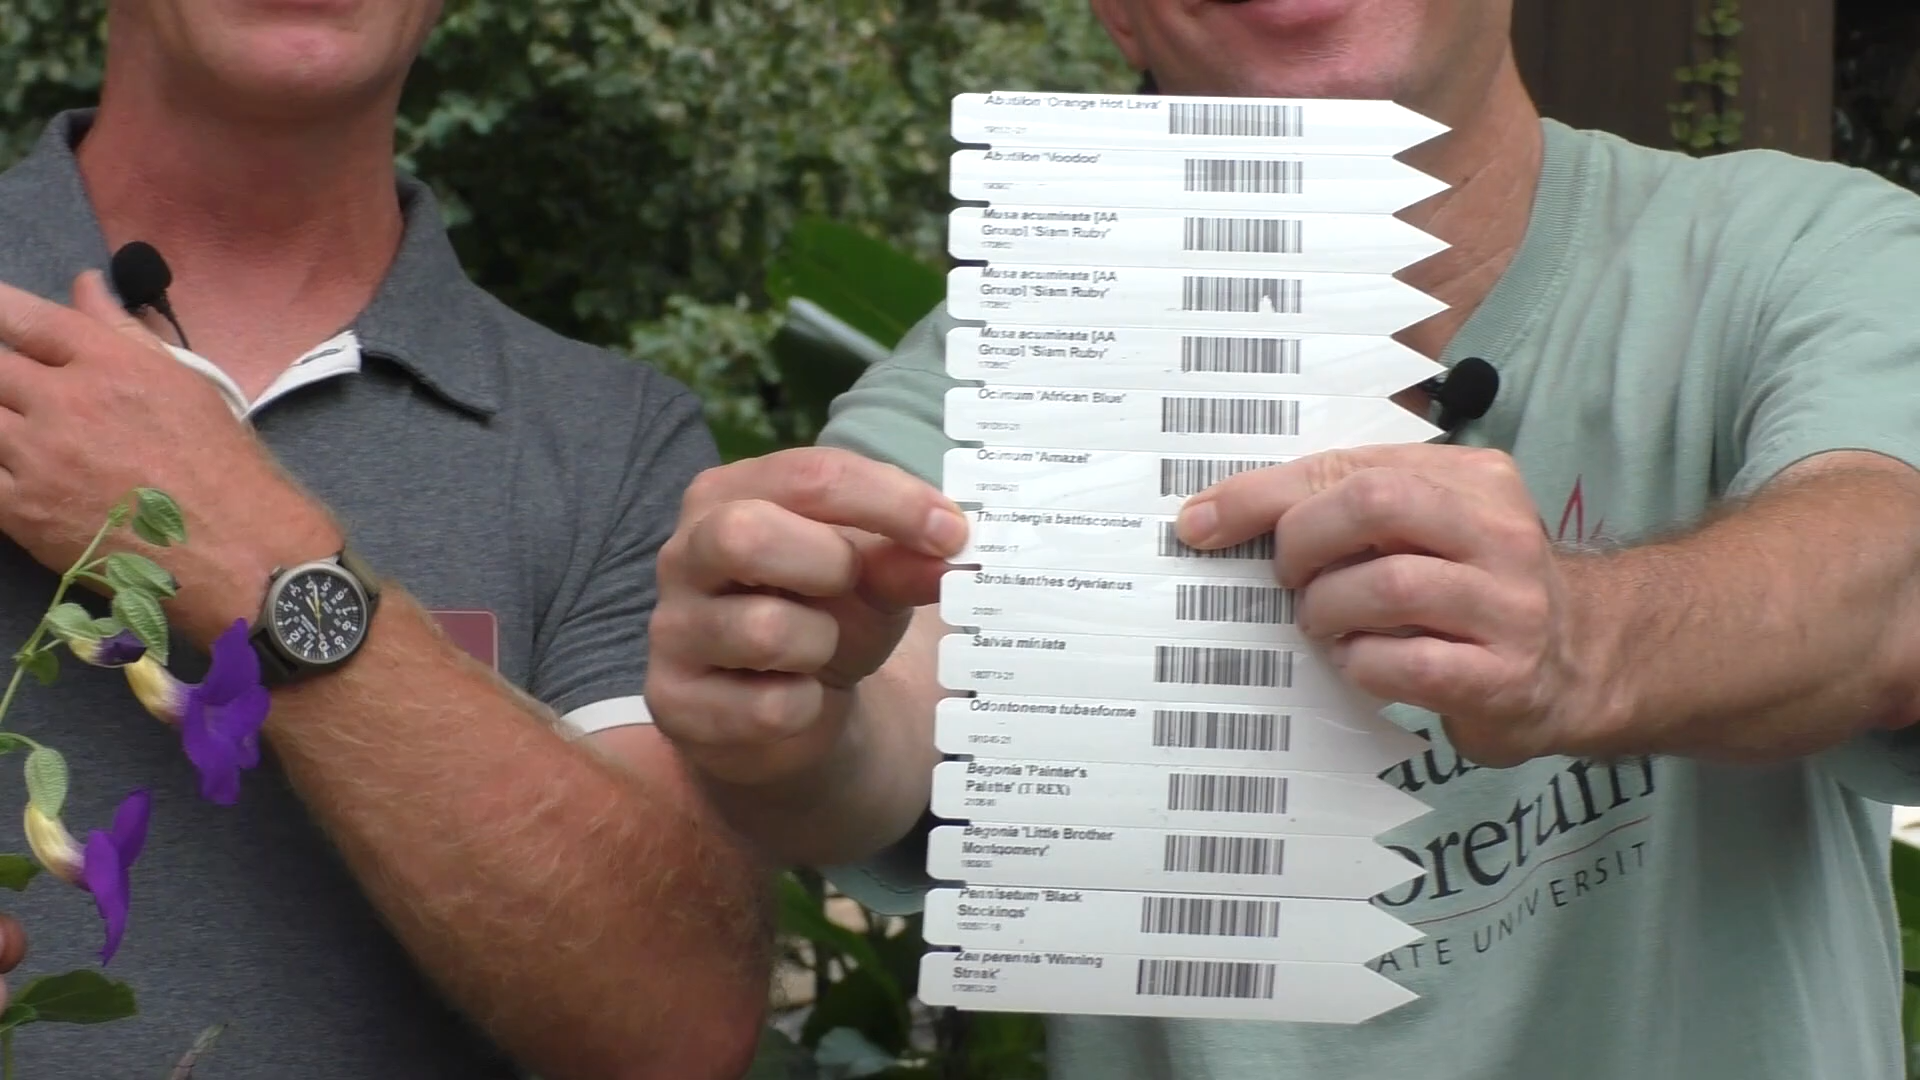 Abutilon 'Orange Hot Lava'
Abutilon 'Voodoo'
Musa acuminata [AA
Group] 'Siam Ruby'
Musa acuminata [AA
Group] 'Siam Ruby'
Musa acuminata [AA
Group] 'Siam Ruby'
Ocimum 'African Blue'
Ocimum 'Amazel'
Thunbergia battiscombei
Strobilanthes dyerianus
Salvia miniata
Odontonema tubaeforme
Begonia 'Painter's
Palette' (T REX)
Begonia 'Little Brother
Montgomery'
Pennisetum 'Black
Stockings'
Zea perennis 'Winning
Streak'
oretum
ATE UNIVERSIT